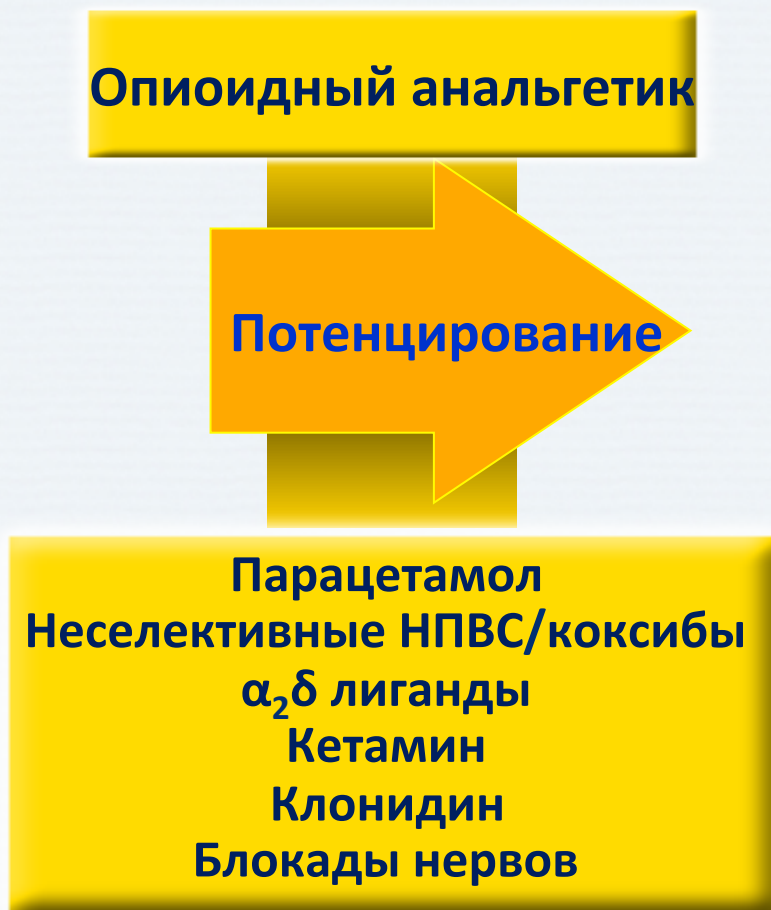 Опиоидный анальгетик
Потенцирование
Парацетамол
Неселективные НПВС/коксибы
α₂δ лиганды
Кетамин
Клонидин
Блокады нервов